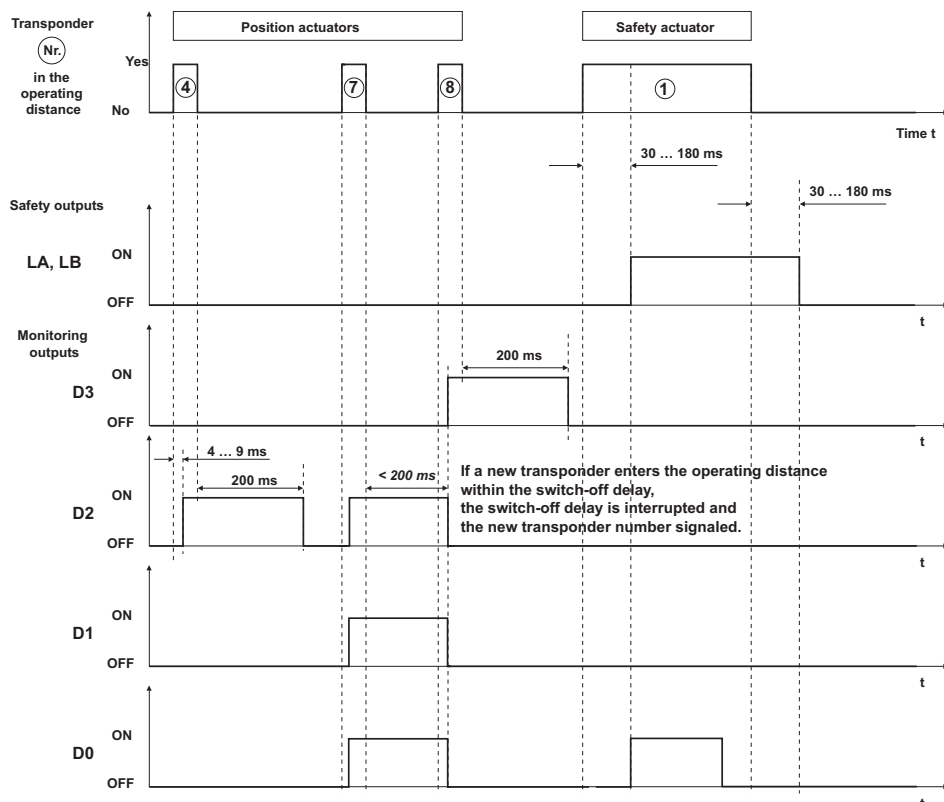 Transponder
Nr.
in the
operating
distance
Position actuators
Safety actuator
Yes
No
4
7
8
1
Time t
30 ... 180 ms
30 ... 180 ms
Safety outputs
LA, LB
ON
OFF
t
Monitoring
outputs
D3
ON
OFF
200 ms
t
D2
ON
OFF
4 ... 9 ms
200 ms
< 200 ms
If a new transponder enters the operating distance
within the switch-off delay,
the switch-off delay is interrupted and
the new transponder number signaled.
t
D1
ON
OFF
t
D0
ON
OFF
t